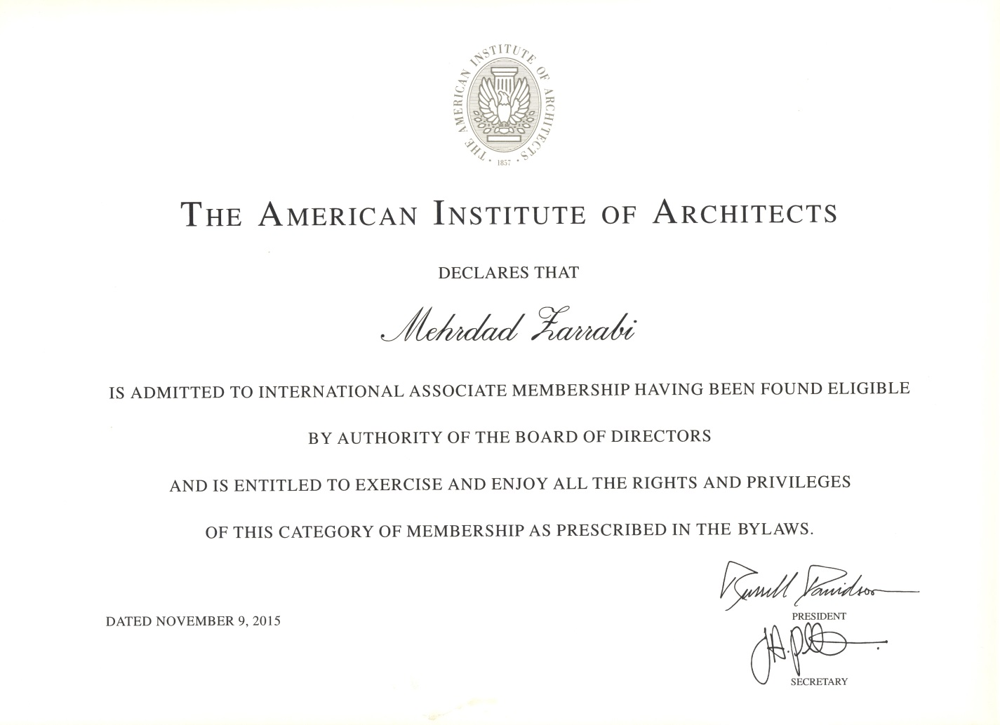 THE AMERICAN INSTITUTE OF ARCHITECTS
• 1857 •
THE AMERICAN INSTITUTE OF ARCHITECTS
DECLARES THAT
Mehrdad Zarrabi
IS ADMITTED TO INTERNATIONAL ASSOCIATE MEMBERSHIP HAVING BEEN FOUND ELIGIBLE
BY AUTHORITY OF THE BOARD OF DIRECTORS
AND IS ENTITLED TO EXERCISE AND ENJOY ALL THE RIGHTS AND PRIVILEGES
OF THIS CATEGORY OF MEMBERSHIP AS PRESCRIBED IN THE BYLAWS.
Russell Davidson
PRESIDENT
DATED NOVEMBER 9, 2015
SECRETARY